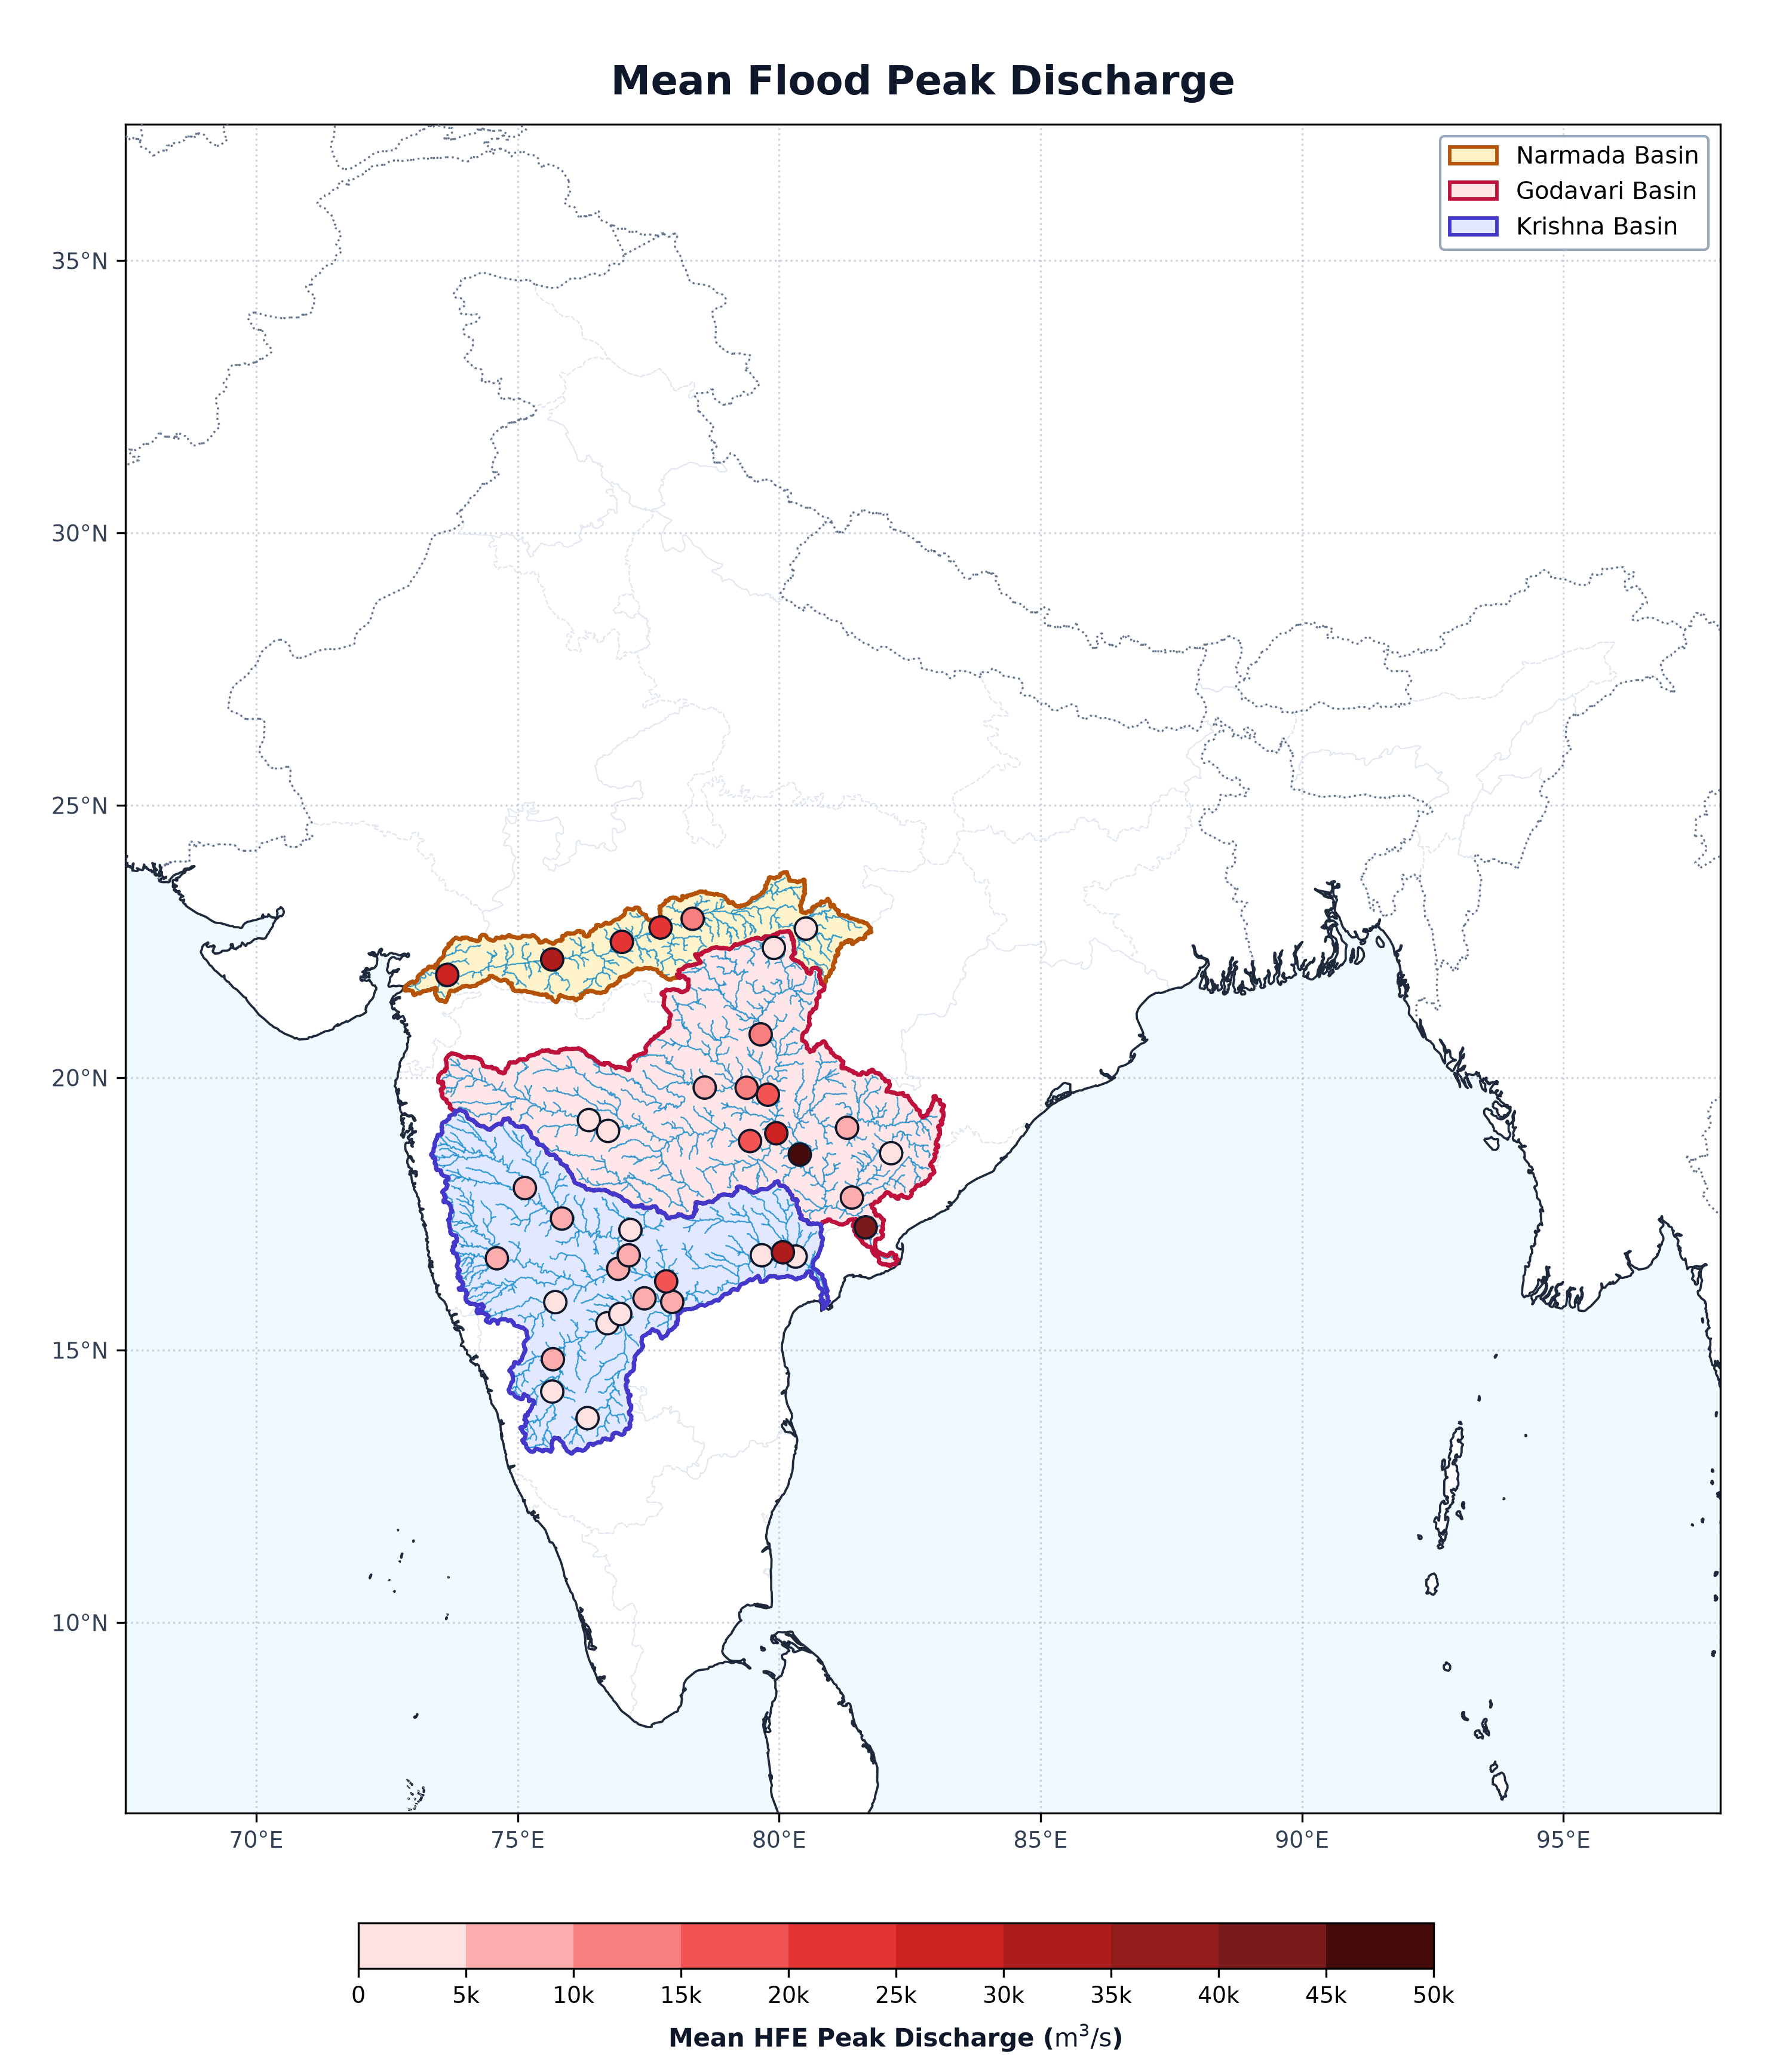 Mean Flood Peak Discharge
Narmada Basin
Godavari Basin
Krishna Basin
35°N
30°N
25°N
20°N
15°N
10°N
70°E 75°E 80°E 85°E 90°E 95°E
0 5k 10k 15k 20k 25k 30k 35k 40k 45k 50k
Mean HFE Peak Discharge (m³/s)